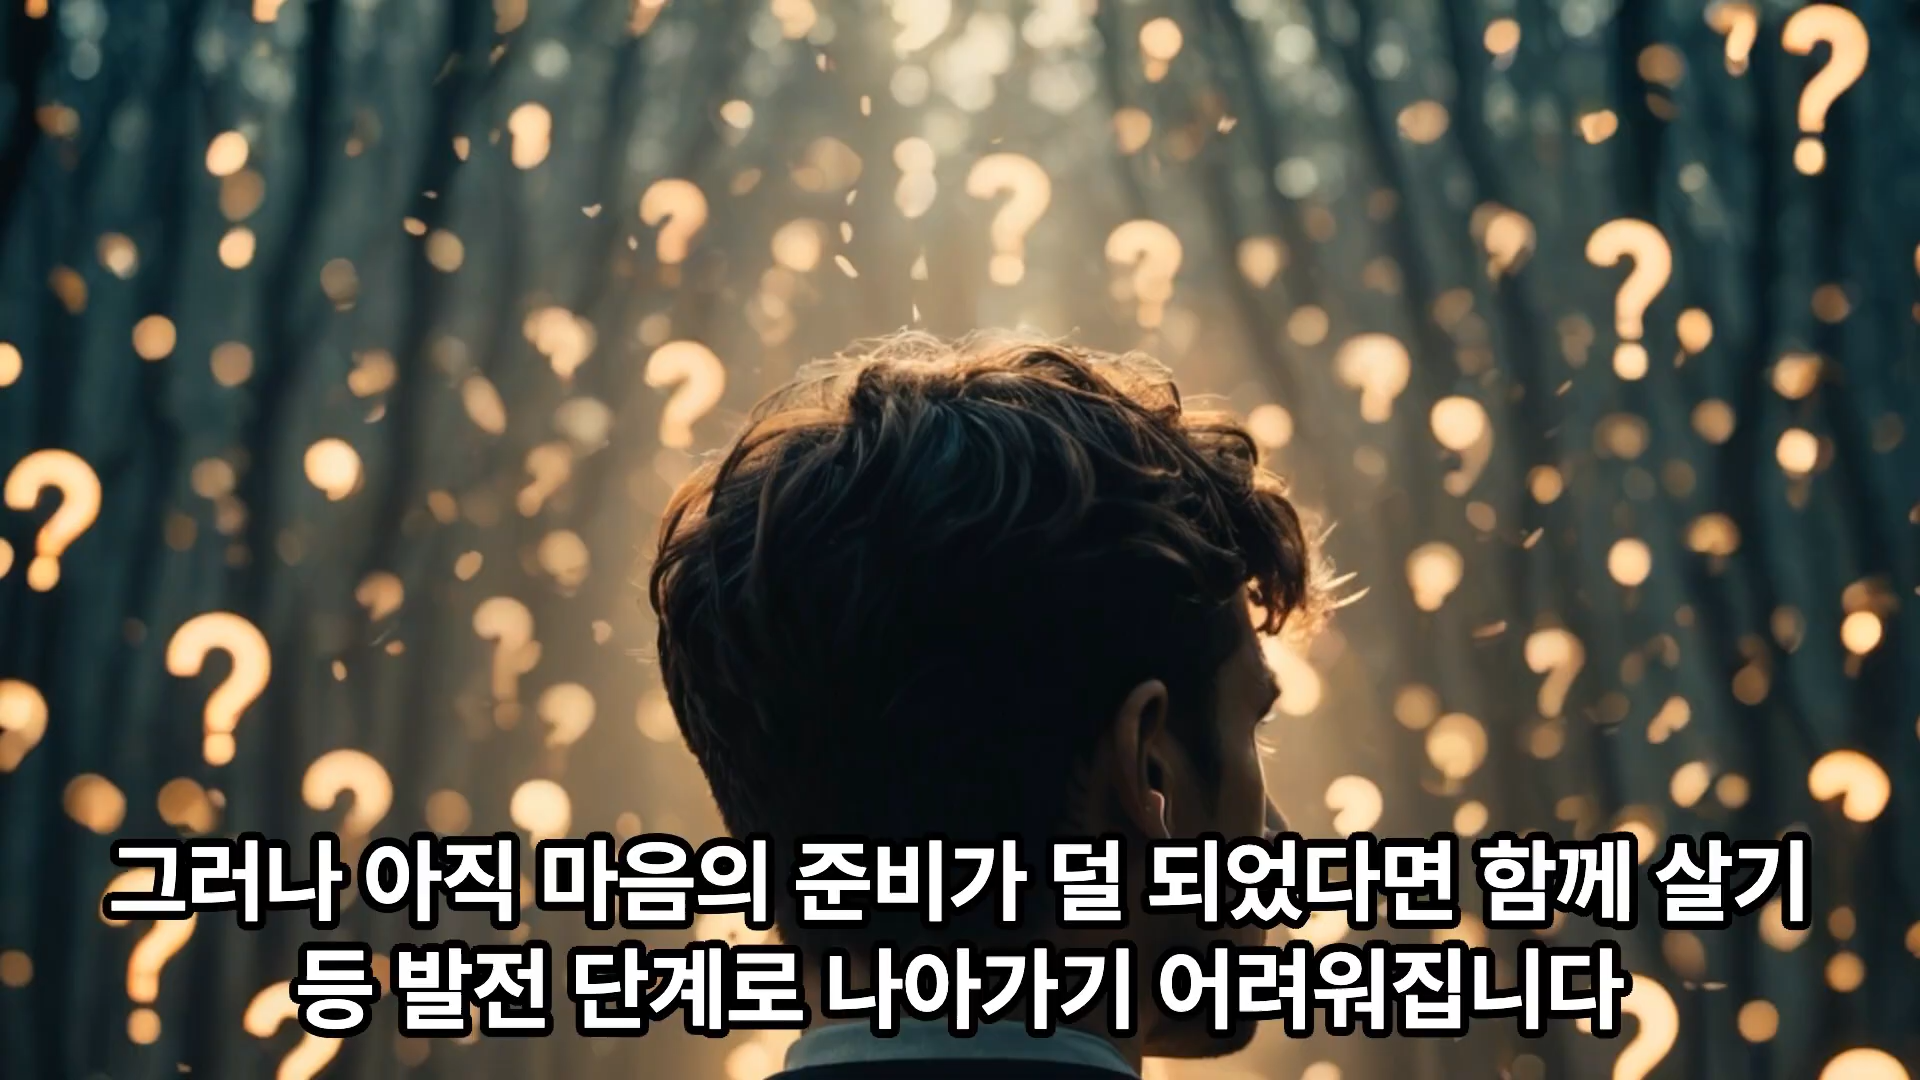 그러나 아직 마음의 준비가 덜 되었다면 함께 살기
등 발전 단계로 나아가기 어려워집니다